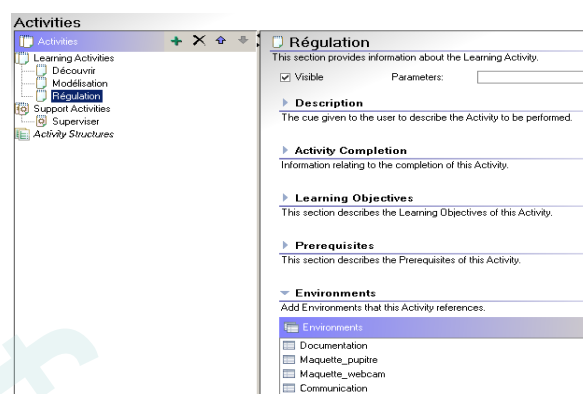 Activities
Activities
Learning Activities
Découvrir
Modélisation
Régulation
Support Activities
Superviser
Activity Structures
Régulation
This section provides information about the Learning Activity.
Visible Parameters:
Description
The cue given to the user to describe the Activity to be performed.
Activity Completion
Information relating to the completion of this Activity.
Learning Objectives
This section describes the Learning Objectives of this Activity.
Prerequisites
This section describes the Prerequisites of this Activity.
Environments
Add Environments that this Activity references.
Environments
Documentation
Maquette_pupitre
Maquette_webcam
Communication